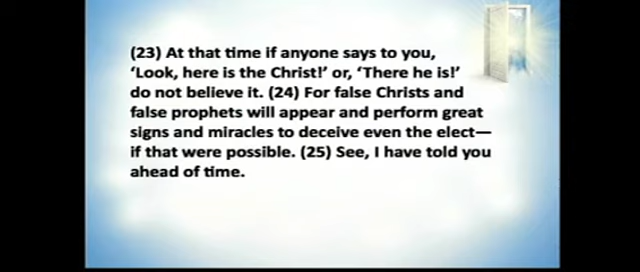 (23) At that time if anyone says to you,
‘Look, here is the Christ!’ or, ‘There he is!’
do not believe it. (24) For false Christs and
false prophets will appear and perform great
signs and miracles to deceive even the elect—
if that were possible. (25) See, I have told you
ahead of time.